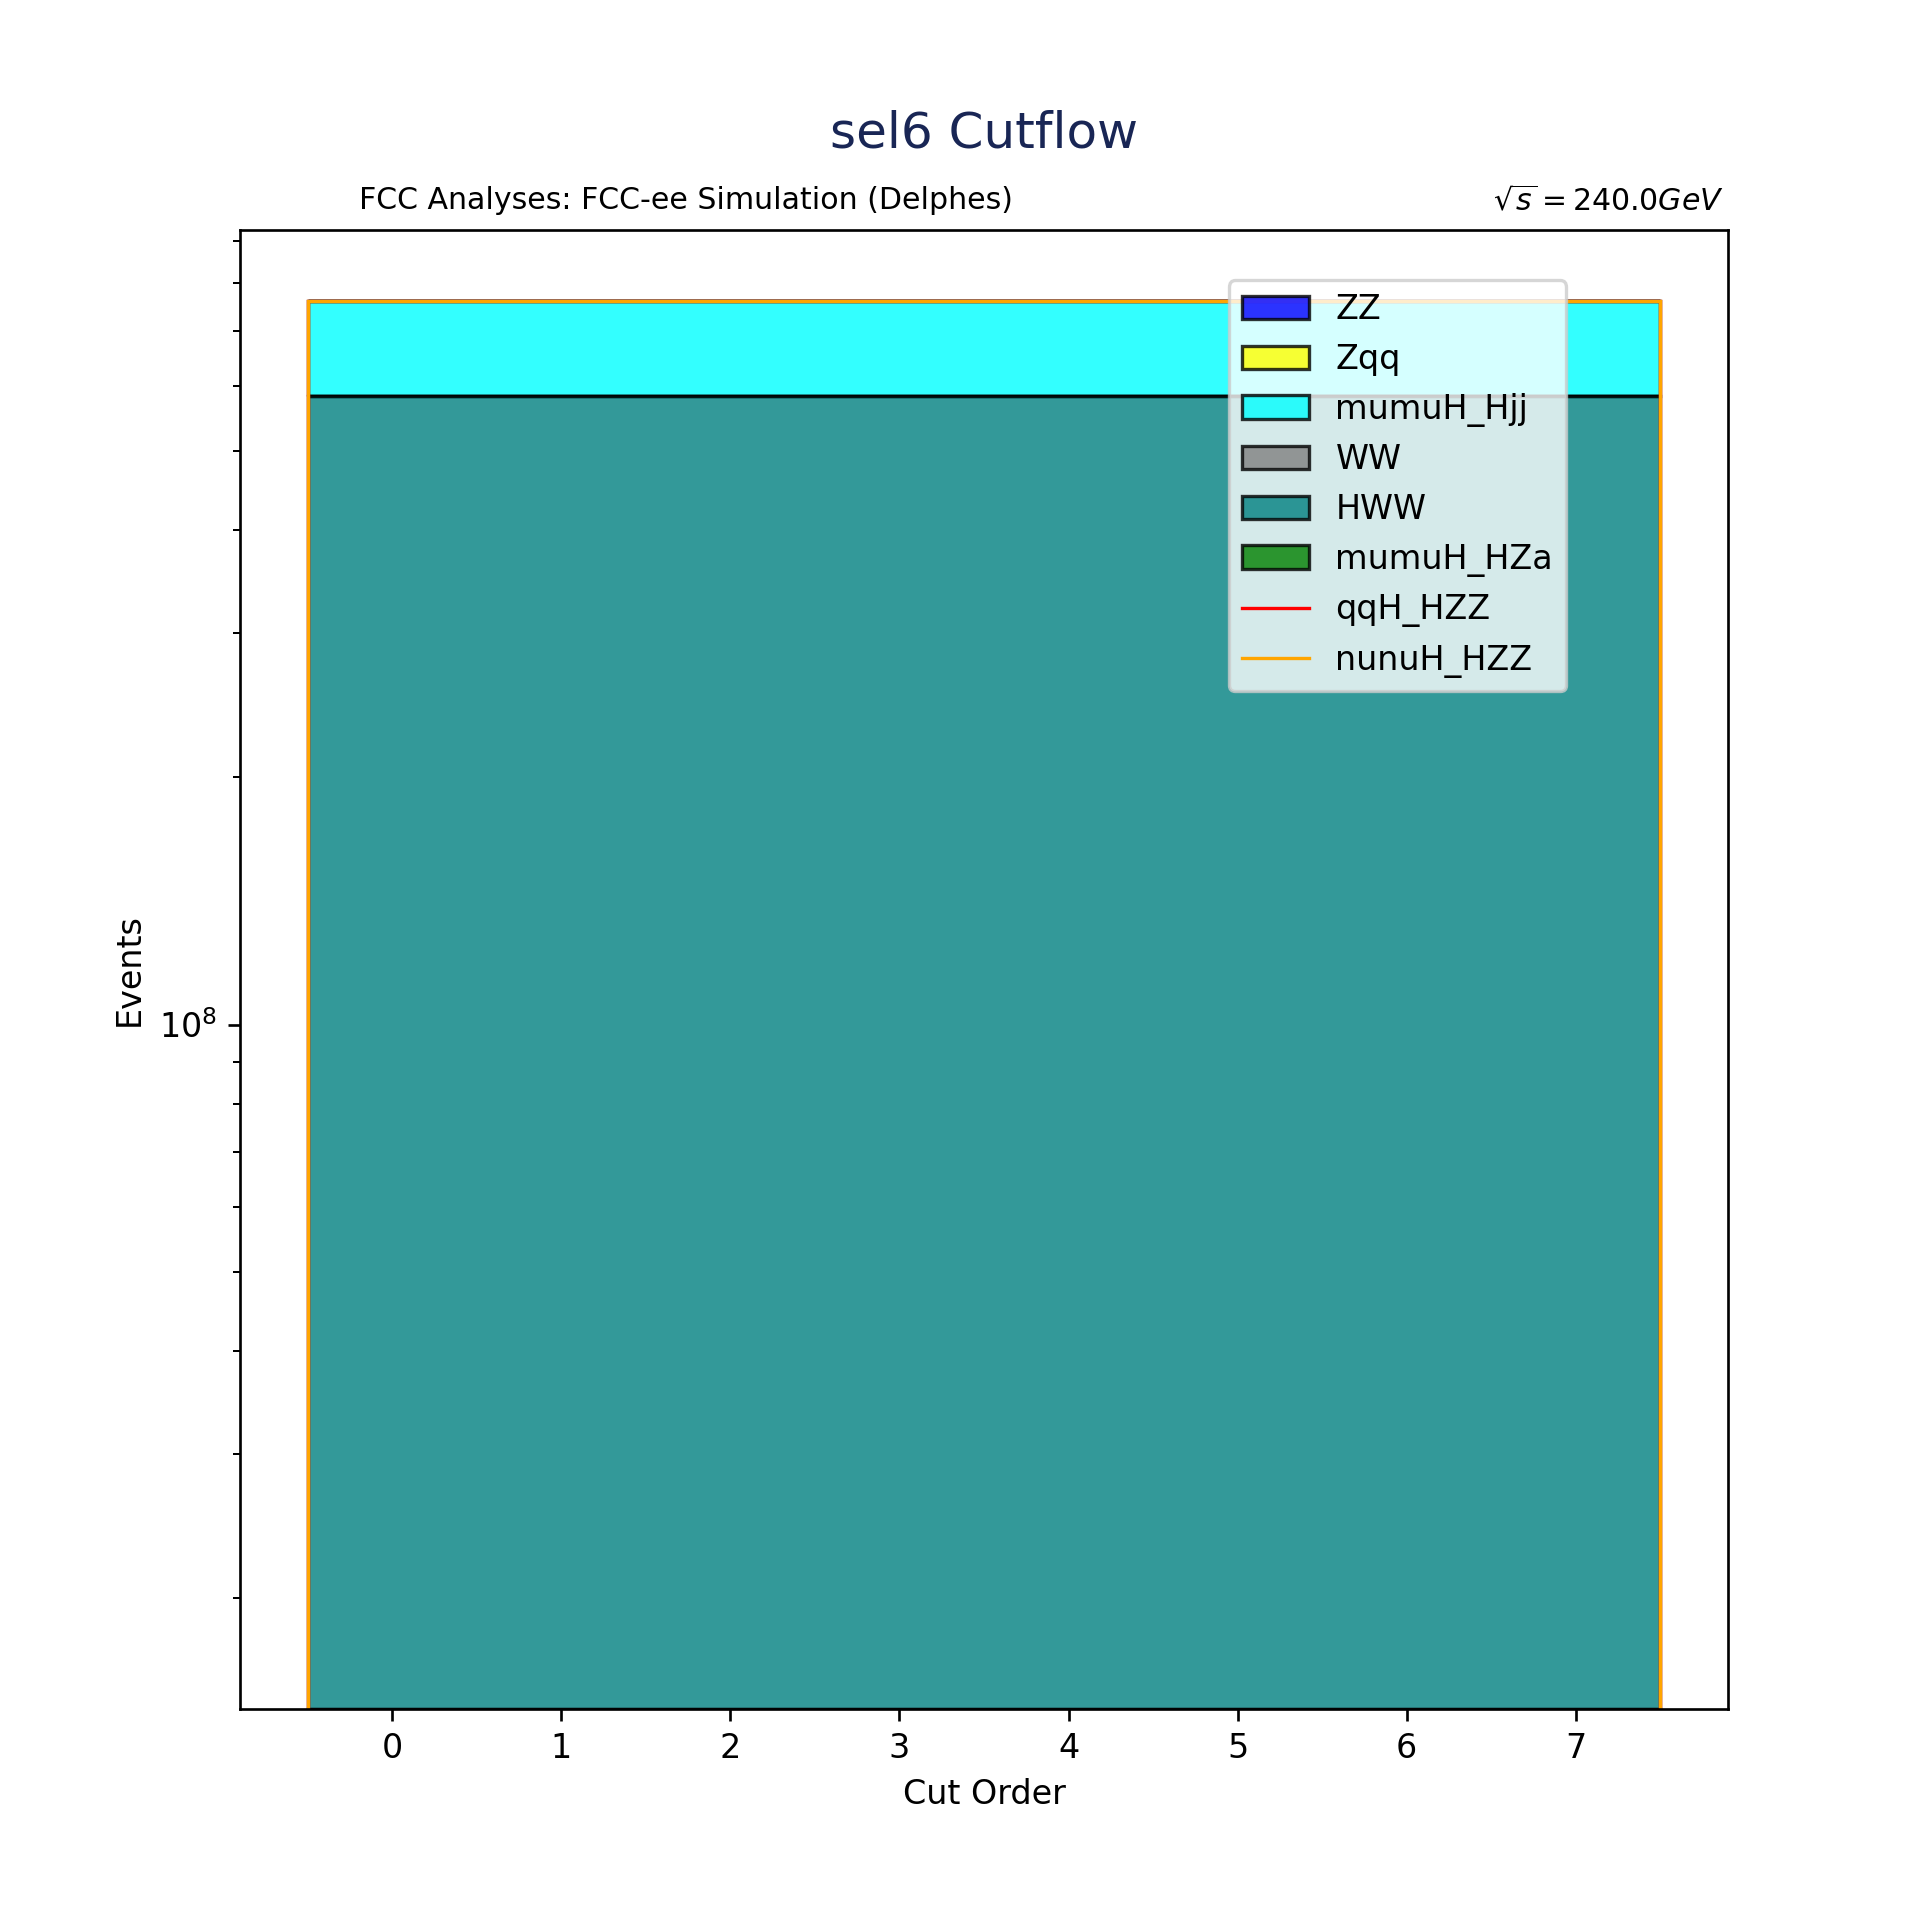 sel6 Cutflow
FCC Analyses: FCC-ee Simulation (Delphes)
√s = 240.0GeV
ZZ
Zqq
mumuH_Hjj
WW
HWW
mumuH_HZa
qqH_HZZ
nunuH_HZZ
Events
10⁸
0 1 2 3 4 5 6 7
Cut Order